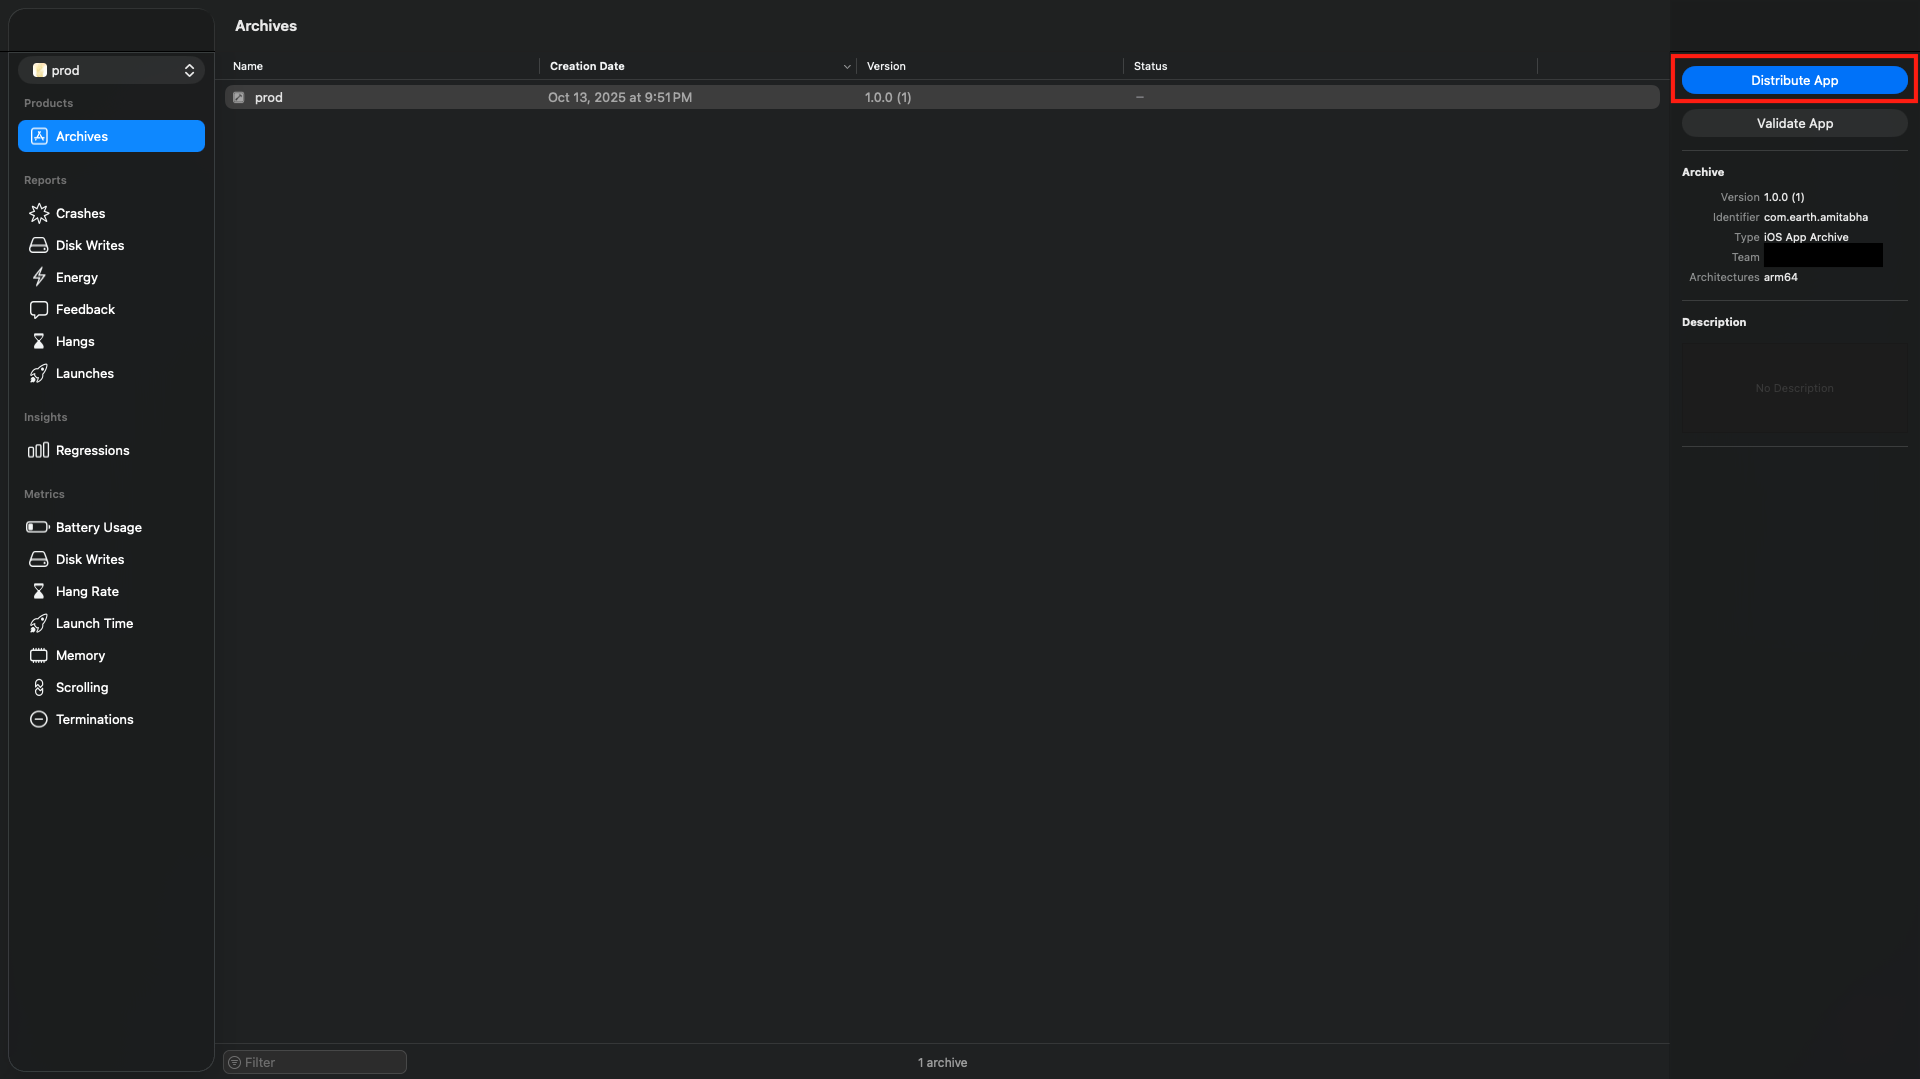 Archives
prod
Products
Archives
Reports
Crashes
Disk Writes
Energy
Feedback
Hangs
Launches
Insights
Regressions
Metrics
Battery Usage
Disk Writes
Hang Rate
Launch Time
Memory
Scrolling
Terminations
Name Creation Date Version Status
prod Oct 13, 2025 at 9:51 PM 1.0.0 (1) –
Filter
1 archive
Distribute App
Validate App
Archive
Version 1.0.0 (1)
Identifier com.earth.amitabha
Type iOS App Archive
Team
Architectures arm64
Description
No Description